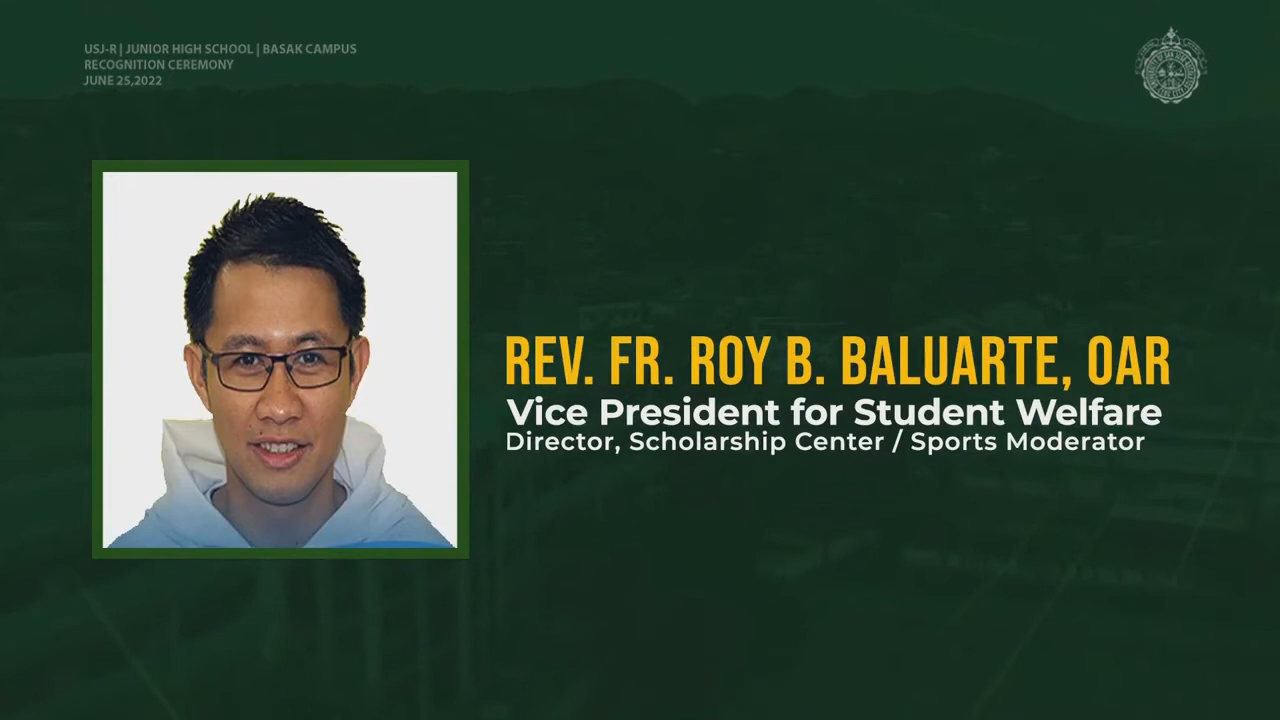 USJ-R | JUNIOR HIGH SCHOOL | BASAK CAMPUS
RECOGNITION CEREMONY
JUNE 25,2022
REV. FR. ROY B. BALUARTE, OAR
Vice President for Student Welfare
Director, Scholarship Center / Sports Moderator